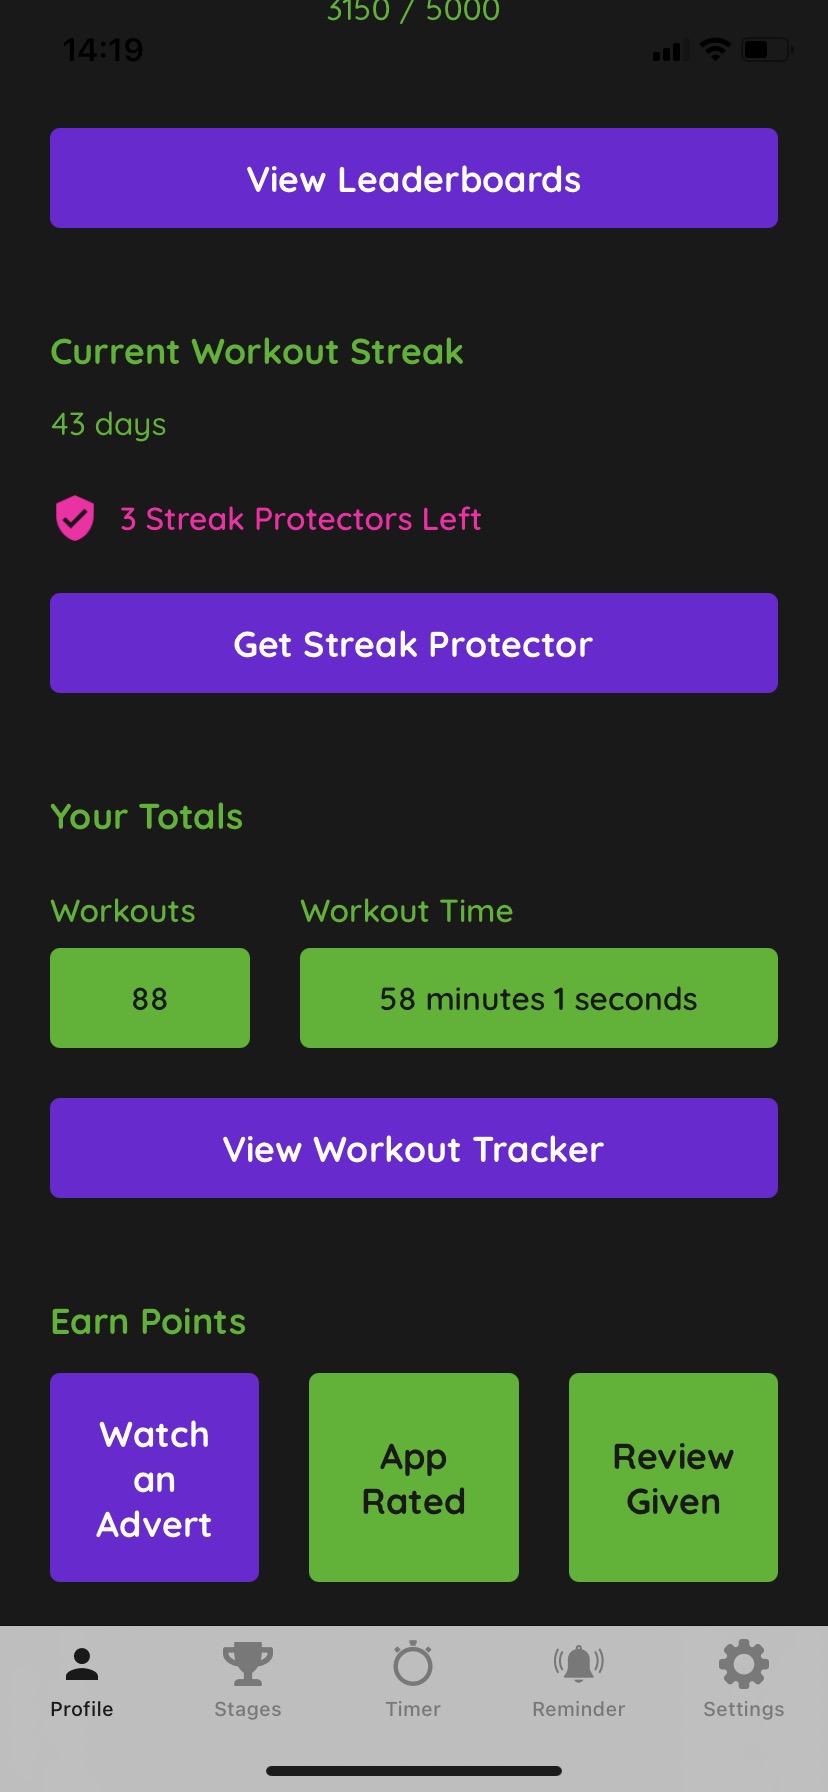 3150 / 5000
14:19
View Leaderboards
Current Workout Streak
43 days
3 Streak Protectors Left
Get Streak Protector
Your Totals
Workouts
Workout Time
88
58 minutes 1 seconds
View Workout Tracker
Earn Points
Watch
an
Advert
App
Rated
Review
Given
Profile
Stages
Timer
Reminder
Settings